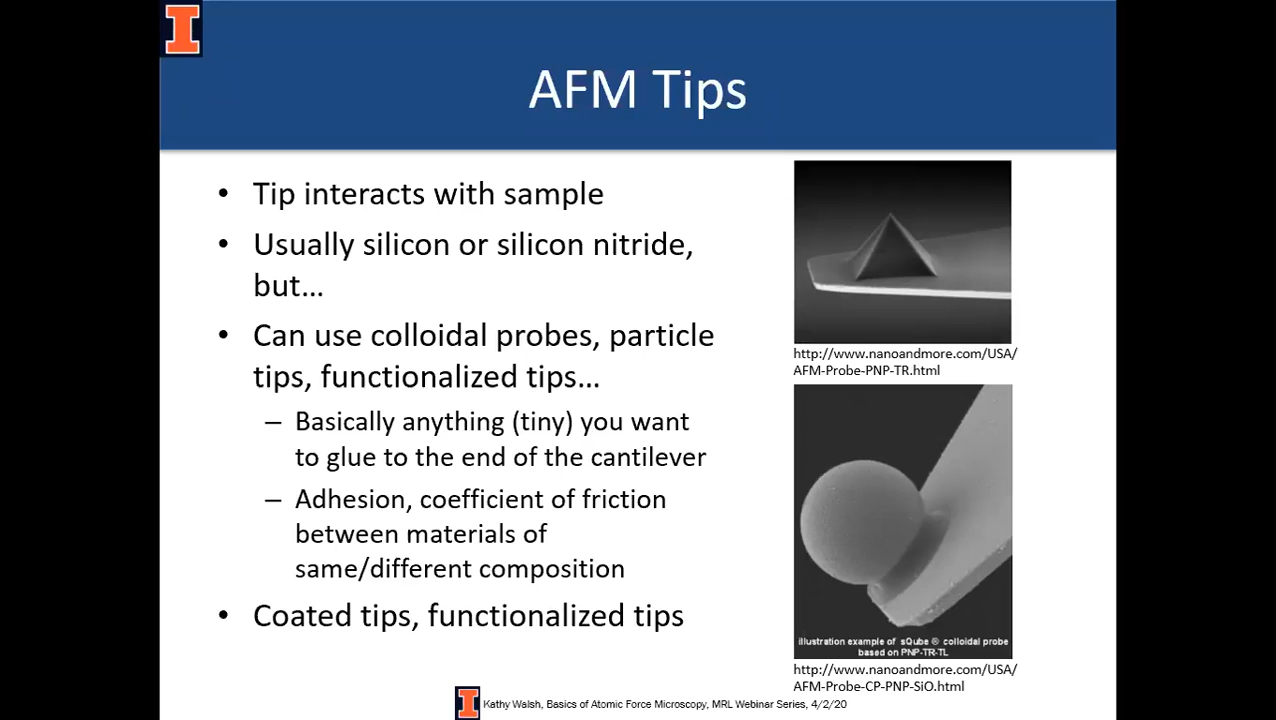 AFM Tips
• Tip interacts with sample
• Usually silicon or silicon nitride,
but…
• Can use colloidal probes, particle
tips, functionalized tips…
– Basically anything (tiny) you want
to glue to the end of the cantilever
– Adhesion, coefficient of friction
between materials of
same/different composition
• Coated tips, functionalized tips
http://www.nanoandmore.com/USA/
AFM-Probe-PNP-TR.html
illustration example of sQube ® colloidal probe
based on PNP-TR-TL
http://www.nanoandmore.com/USA/
AFM-Probe-CP-PNP-SiO.html
Kathy Walsh, Basics of Atomic Force Microscopy, MRL Webinar Series, 4/2/20